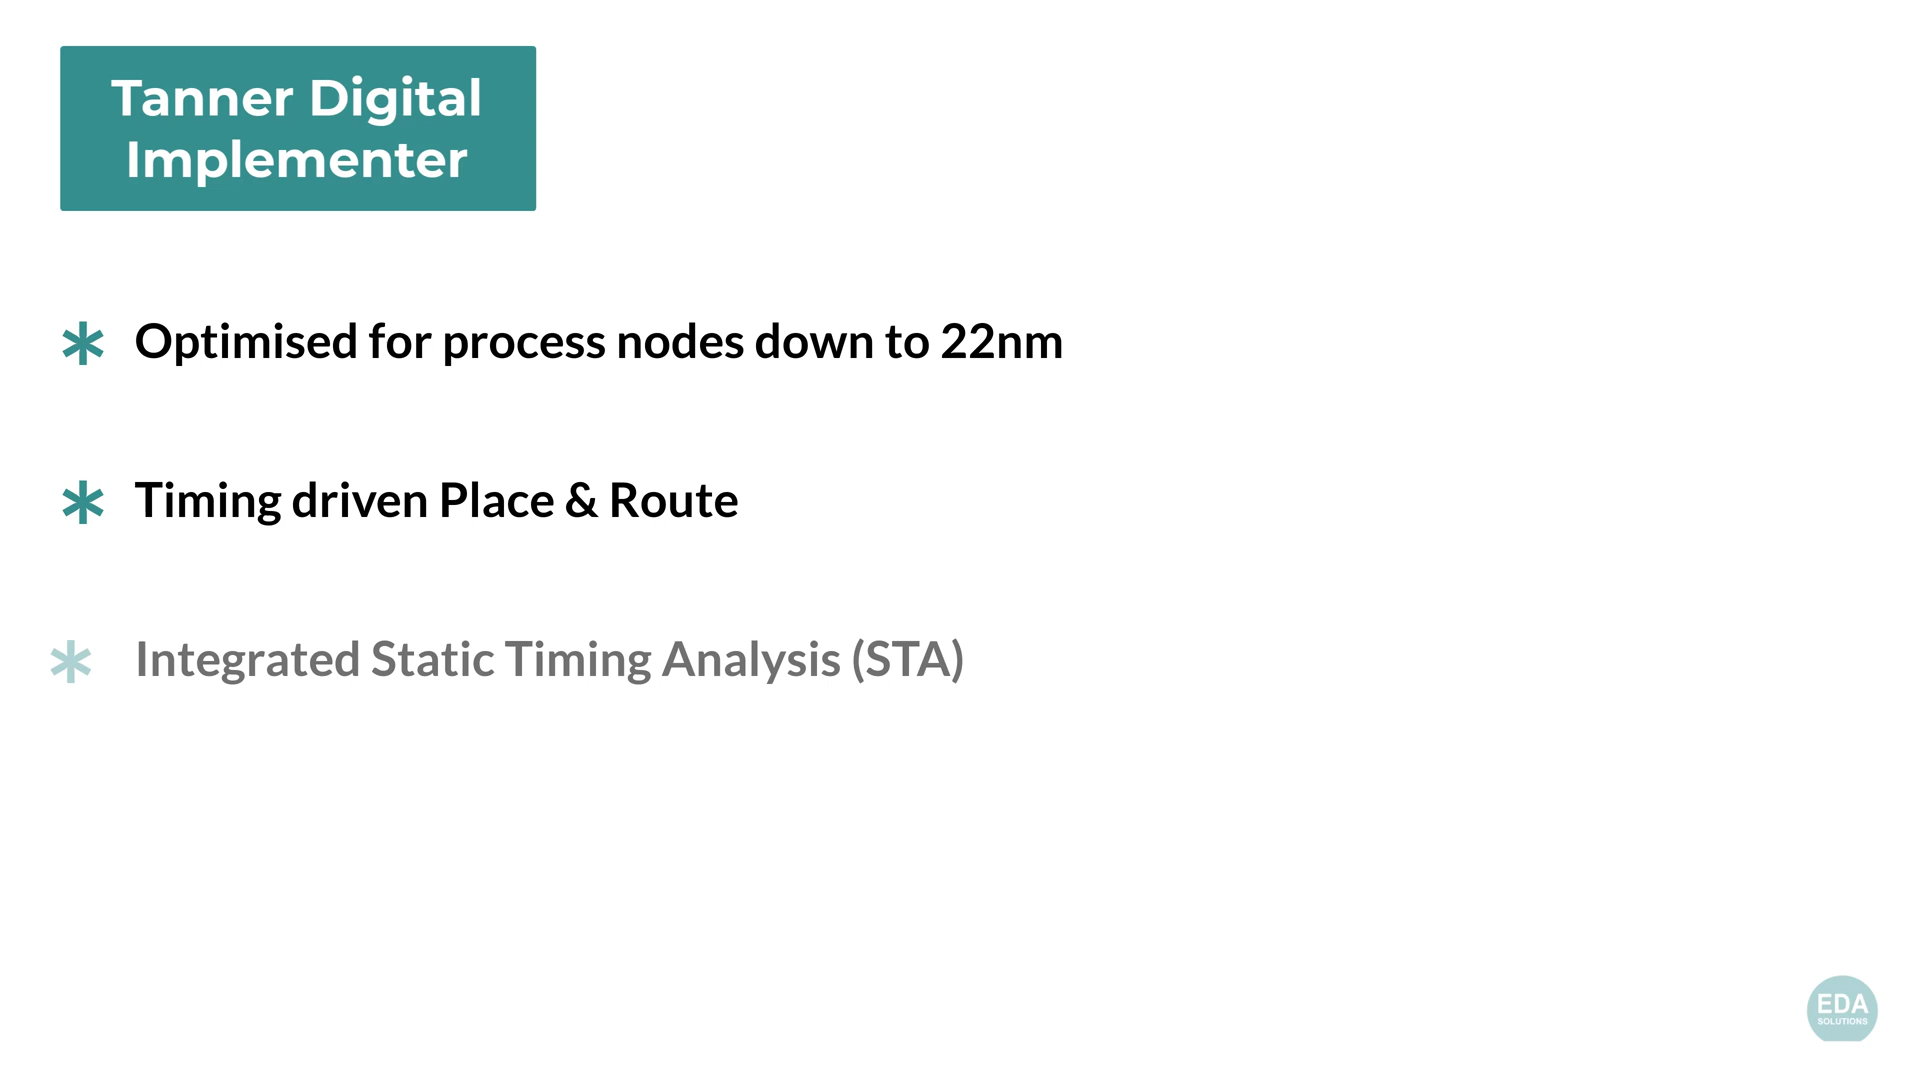 Tanner Digital
Implementer
* Optimised for process nodes down to 22nm
* Timing driven Place & Route
* Integrated Static Timing Analysis (STA)
EDA
SOLUTIONS